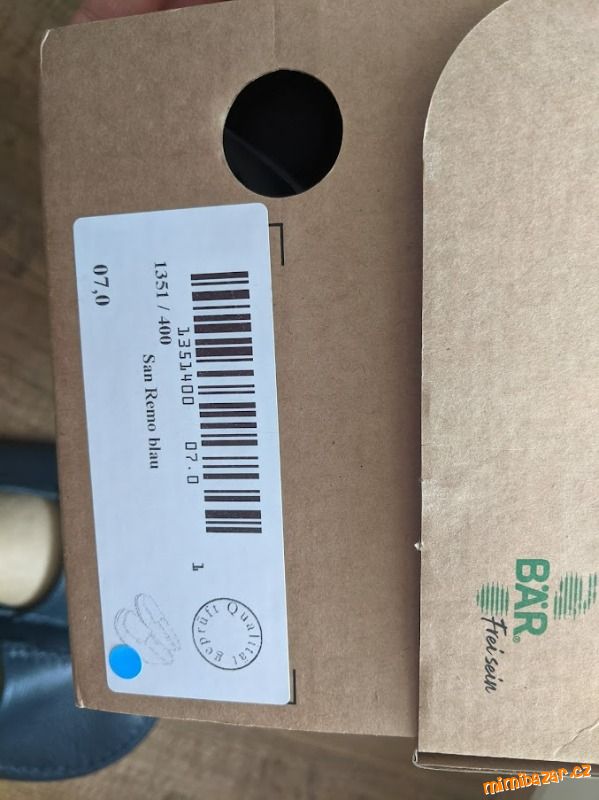 1351400 07.0 1
1351 / 400 San Remo blau
07,0
geprüft Qualität
BÄR®
Frei sein
mimibazar.cz